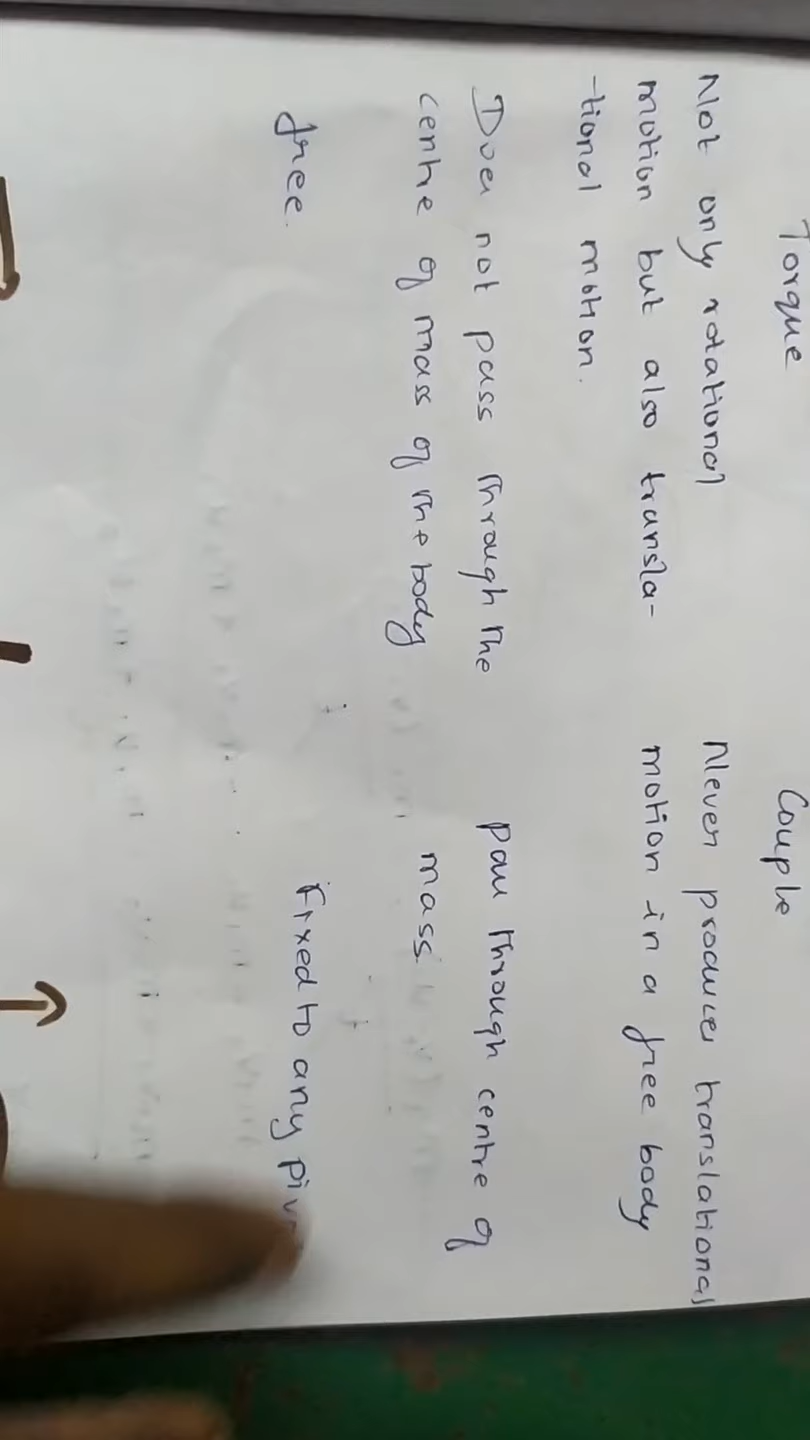 Torque
Couple
Not only rotational
motion but also transla-
-tional motion.
Never produces translational
motion in a free body
Does not pass through the
centre of mass of the body
Pass through centre of
mass
free.
Fixed to any